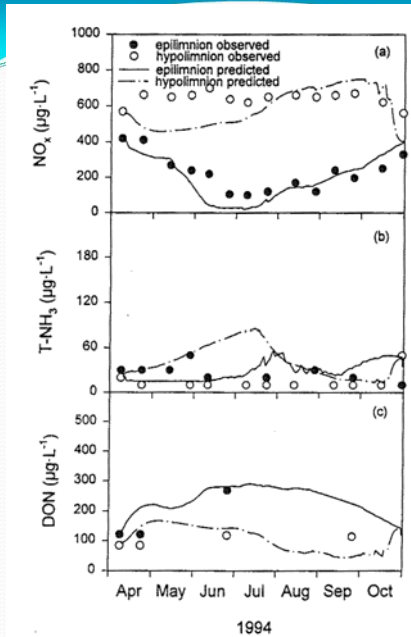 ● epilimnion observed
○ hypolimnion observed
— epilimnion predicted
—·— hypolimnion predicted
(a)
NOₓ (µg·L⁻¹)
1000
800
600
400
200
0
(b)
T-NH₃ (µg·L⁻¹)
180
120
60
0
(c)
DON (µg·L⁻¹)
500
400
300
200
100
0
Apr May Jun Jul Aug Sep Oct
1994